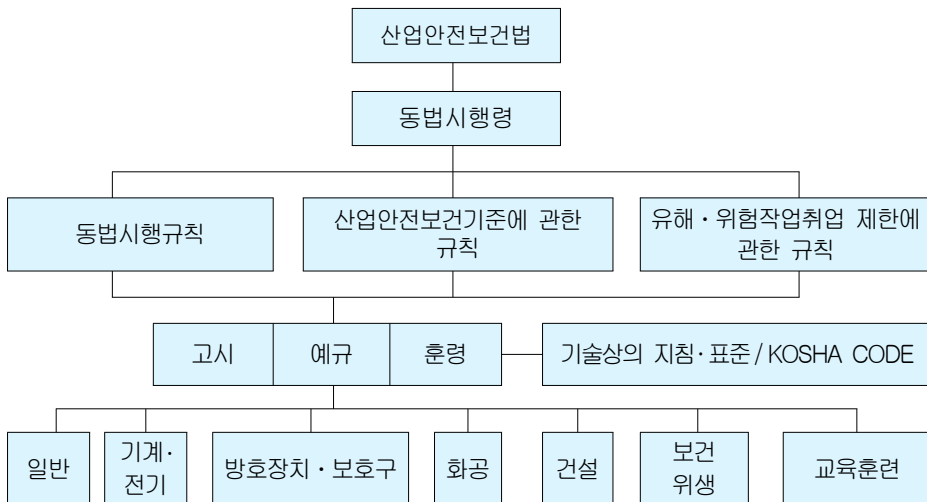 산업안전보건법
동법시행령
동법시행규칙
산업안전보건기준에 관한
규칙
유해・위험작업취업 제한에
관한 규칙
고시
예규
훈령
기술상의 지침·표준/KOSHA CODE
일반
기계·
전기
방호장치・보호구
화공
건설
보건
위생
교육훈련